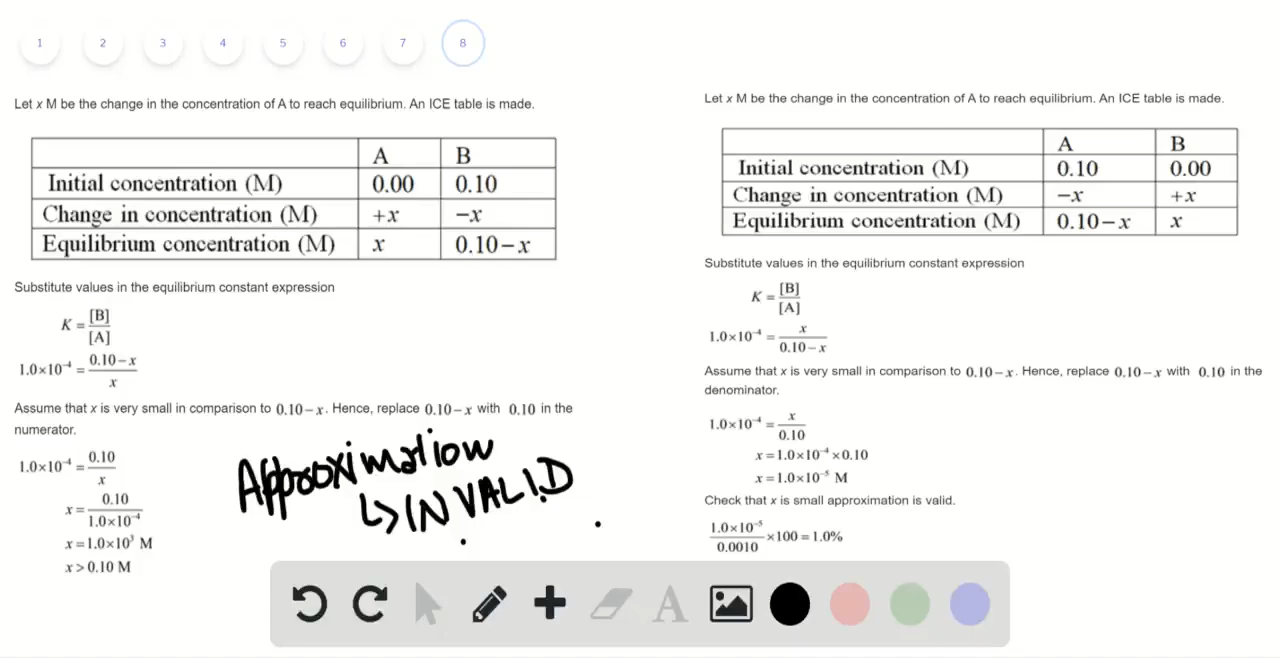 1 2 3 4 5 6 7 8
Let x M be the change in the concentration of A to reach equilibrium. An ICE table is made.
A B
Initial concentration (M) 0.00 0.10
Change in concentration (M) +x −x
Equilibrium concentration (M) x 0.10−x
Substitute values in the equilibrium constant expression
K = [B]/[A]
1.0×10⁻⁴ = (0.10−x)/x
Assume that x is very small in comparison to 0.10−x. Hence, replace 0.10−x with 0.10 in the
numerator.
1.0×10⁻⁴ = 0.10/x
x = 0.10/1.0×10⁻⁴
x = 1.0×10³ M
x > 0.10 M
Approximation
↳ INVALID
Let x M be the change in the concentration of A to reach equilibrium. An ICE table is made.
A B
Initial concentration (M) 0.10 0.00
Change in concentration (M) −x +x
Equilibrium concentration (M) 0.10−x x
Substitute values in the equilibrium constant expression
K = [B]/[A]
1.0×10⁻⁴ = x/(0.10−x)
Assume that x is very small in comparison to 0.10−x. Hence, replace 0.10−x with 0.10 in the
denominator.
1.0×10⁻⁴ = x/0.10
x = 1.0×10⁻⁴×0.10
x = 1.0×10⁻⁵ M
Check that x is small approximation is valid.
1.0×10⁻⁵/0.0010 ×100 = 1.0%
A